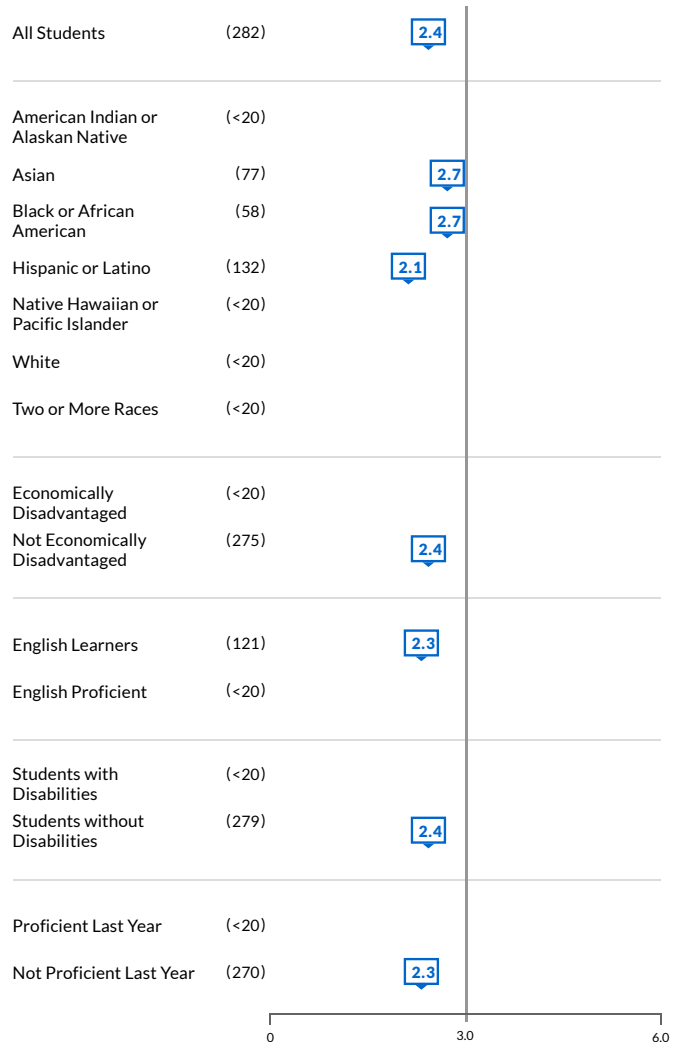 All Students (282) 2.4
American Indian or (<20)
Alaskan Native
Asian (77) 2.7
Black or African (58) 2.7
American
Hispanic or Latino (132) 2.1
Native Hawaiian or (<20)
Pacific Islander
White (<20)
Two or More Races (<20)
Economically (<20)
Disadvantaged
Not Economically (275) 2.4
Disadvantaged
English Learners (121) 2.3
English Proficient (<20)
Students with (<20)
Disabilities
Students without (279) 2.4
Disabilities
Proficient Last Year (<20)
Not Proficient Last Year (270) 2.3
0 3.0 6.0